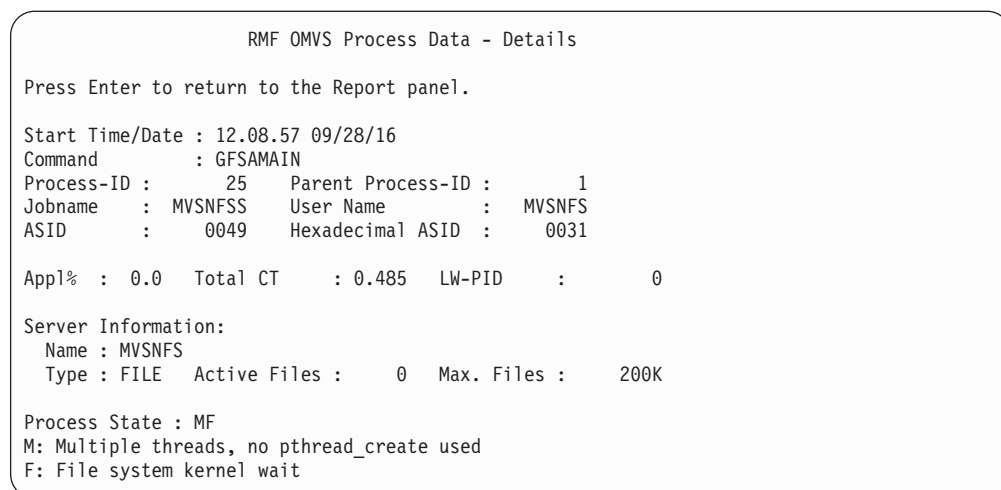 RMF OMVS Process Data - Details
Press Enter to return to the Report panel.
Start Time/Date : 12.08.57 09/28/16
Command : GFSAMAIN
Process-ID : 25 Parent Process-ID : 1
Jobname : MVSNFSS User Name : MVSNFS
ASID : 0049 Hexadecimal ASID : 0031
Appl% : 0.0 Total CT : 0.485 LW-PID : 0
Server Information:
Name : MVSNFS
Type : FILE Active Files : 0 Max. Files : 200K
Process State : MF
M: Multiple threads, no pthread_create used
F: File system kernel wait